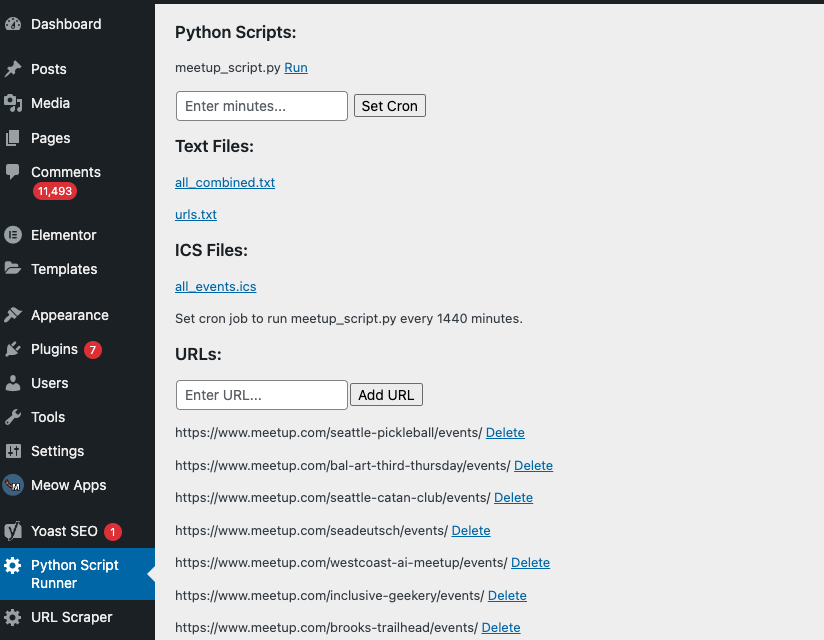 Dashboard
Posts
Media
Pages
Comments
11,493
Elementor
Templates
Appearance
Plugins 7
Users
Tools
Settings
M
Meow Apps
Yoast SEO 1
Python Script
Runner
URL Scraper
Python Scripts:
meetup_script.py Run
Enter minutes... Set Cron
Text Files:
all_combined.txt
urls.txt
ICS Files:
all_events.ics
Set cron job to run meetup_script.py every 1440 minutes.
URLs:
Enter URL... Add URL
https://www.meetup.com/seattle-pickleball/events/ Delete
https://www.meetup.com/bal-art-third-thursday/events/ Delete
https://www.meetup.com/seattle-catan-club/events/ Delete
https://www.meetup.com/seadeutsch/events/ Delete
https://www.meetup.com/westcoast-ai-meetup/events/ Delete
https://www.meetup.com/inclusive-geekery/events/ Delete
https://www.meetup.com/brooks-trailhead/events/ Delete